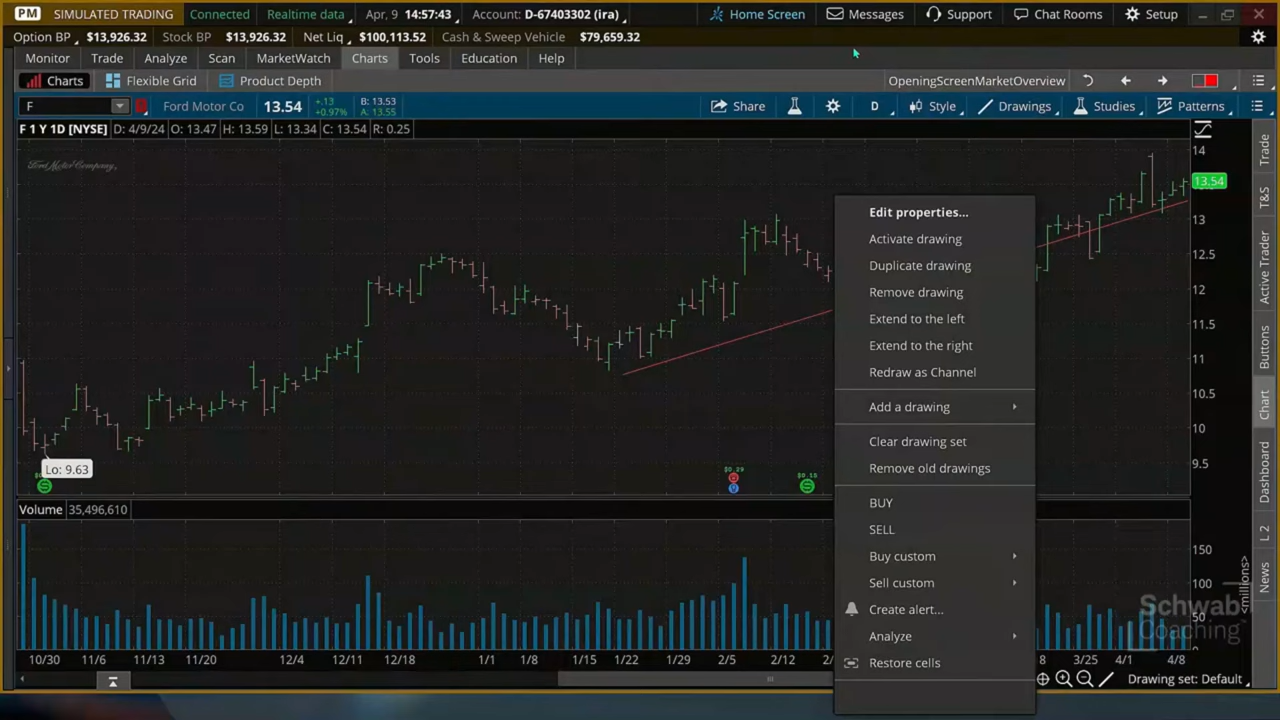 PM SIMULATED TRADING Connected Realtime data Apr. 9 14:57:43 Account: D-67403302 (ira) Home Screen Messages Support Chat Rooms Setup
Option BP $13,926.32 Stock BP $13,926.32 Net Liq $100,113.52 Cash & Sweep Vehicle $79,659.32
Monitor Trade Analyze Scan MarketWatch Charts Tools Education Help
Charts Flexible Grid Product Depth OpeningScreenMarketOverview
F Ford Motor Co 13.54 +.13 +0.97% B: 13.53 A: 13.55 Share D Style Drawings Studies Patterns
F 1 Y 1D [NYSE] D: 4/9/24 O: 13.47 H: 13.59 L: 13.34 C: 13.54 R: 0.25
Ford Motor Company,
14
13.54
13
12.5
12
11.5
11
10.5
10
9.5
Lo: 9.63
$0.29
$0.15
Edit properties...
Activate drawing
Duplicate drawing
Remove drawing
Extend to the left
Extend to the right
Redraw as Channel
Add a drawing
Clear drawing set
Remove old drawings
BUY
SELL
Buy custom
Sell custom
Create alert...
Analyze
Restore cells
Volume 35,496,610
150
100
50
<millions>
Schwab
Coaching
10/30 11/6 11/13 11/20 12/4 12/11 12/18 1/1 1/8 1/22 1/29 2/5 2/12 2/ 8 3/25 4/1 4/8
Drawing set: Default
Trade
T&S
Active Trader
Buttons
Chart
Dashboard
L 2
News